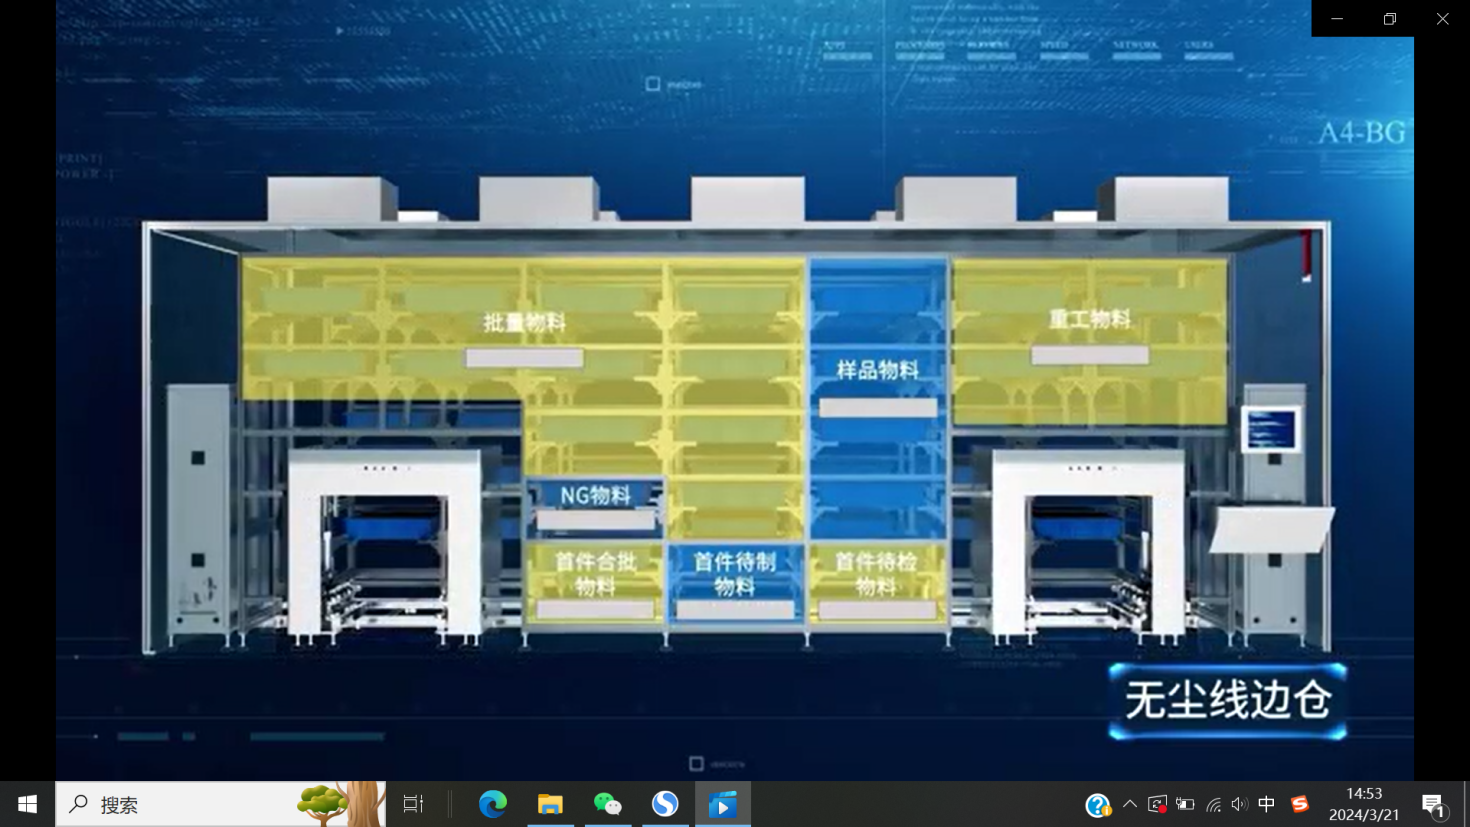 A4-BG
批量物料
重工物料
样品物料
NG物料
首件合批
物料
首件待制
物料
首件待检
物料
无尘线边仓
搜索
中
14:53
2024/3/21
1